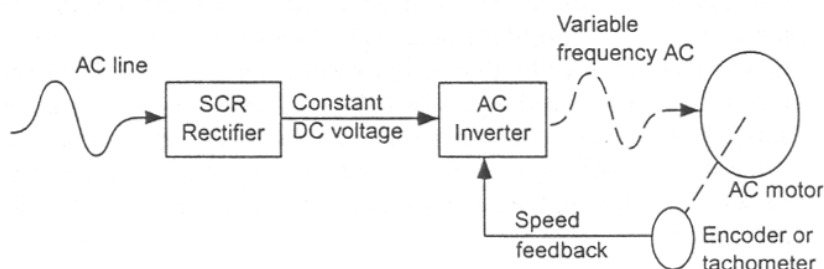 AC line
SCR
Rectifier
Constant
DC voltage
AC
Inverter
Variable
frequency AC
AC motor
Speed
feedback
Encoder or
tachometer